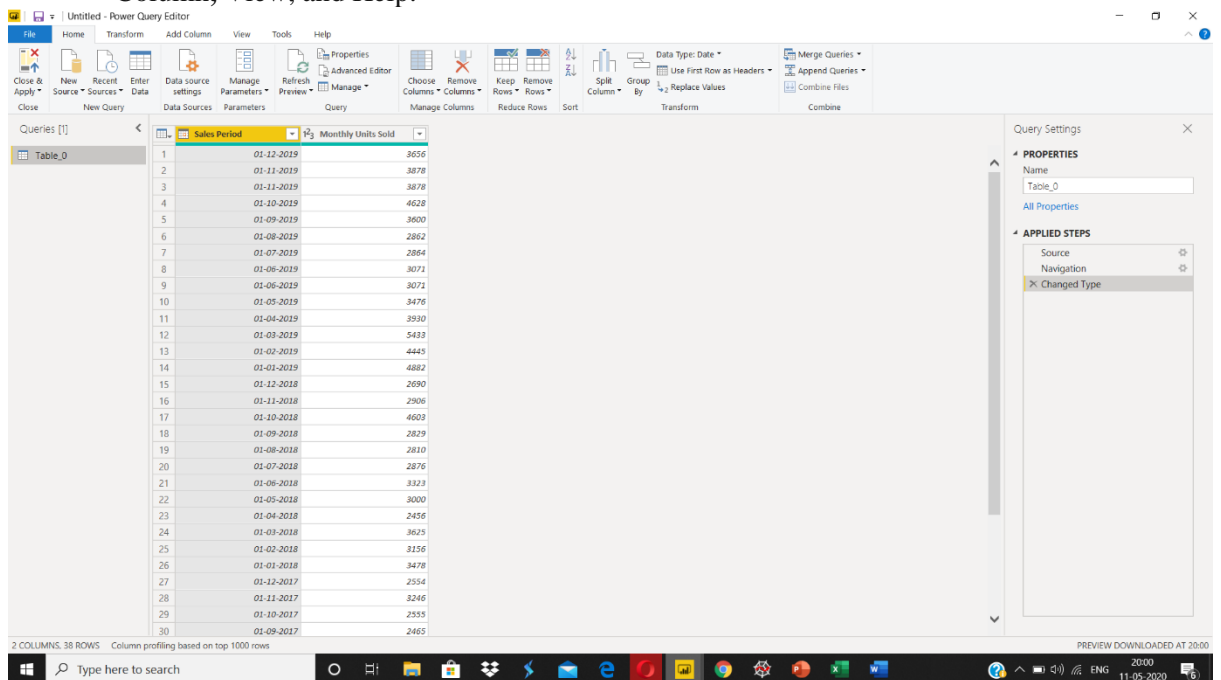 Column, View, and Help.
Untitled - Power Query Editor
File Home Transform Add Column View Tools Help
Close & Apply
New Source
Recent Sources
Enter Data
Data source settings
Manage Parameters
Refresh Preview
Properties
Advanced Editor
Manage
Choose Columns
Remove Columns
Keep Rows
Remove Rows
Split Column
Group By
Data Type: Date
Use First Row as Headers
Replace Values
Merge Queries
Append Queries
Combine Files
Close New Query Data Sources Parameters Query Manage Columns Reduce Rows Sort Transform Combine
Queries [1]
Table_0
Sales Period 123 Monthly Units Sold
1 01-12-2019 3656
2 01-11-2019 3878
3 01-11-2019 3878
4 01-10-2019 4628
5 01-09-2019 3600
6 01-08-2019 2862
7 01-07-2019 2864
8 01-06-2019 3071
9 01-06-2019 3071
10 01-05-2019 3476
11 01-04-2019 3930
12 01-03-2019 5433
13 01-02-2019 4445
14 01-01-2019 4882
15 01-12-2018 2690
16 01-11-2018 2906
17 01-10-2018 4603
18 01-09-2018 2829
19 01-08-2018 2810
20 01-07-2018 2876
21 01-06-2018 3323
22 01-05-2018 3000
23 01-04-2018 2456
24 01-03-2018 3625
25 01-02-2018 3156
26 01-01-2018 3478
27 01-12-2017 2554
28 01-11-2017 3246
29 01-10-2017 2555
30 01-09-2017 2465
Query Settings
PROPERTIES
Name
Table_0
All Properties
APPLIED STEPS
Source
Navigation
Changed Type
2 COLUMNS, 38 ROWS Column profiling based on top 1000 rows
PREVIEW DOWNLOADED AT 20:00
Type here to search
ENG
20:00
11-05-2020
6